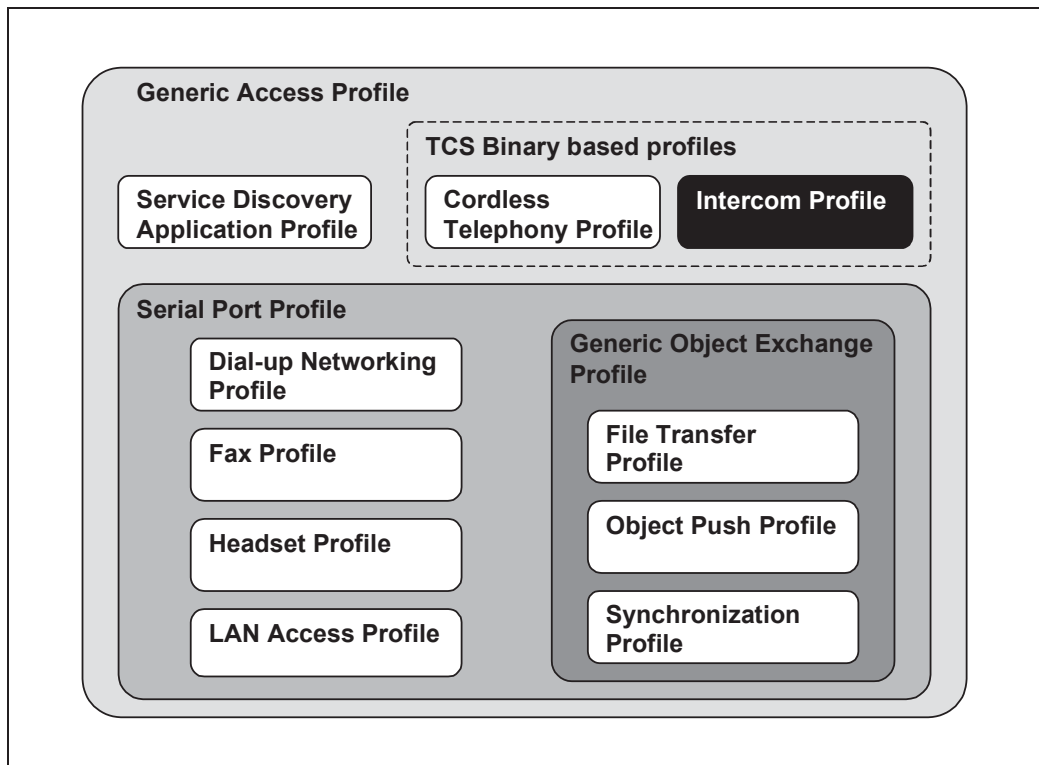 Generic Access Profile
TCS Binary based profiles
Service Discovery
Application Profile
Cordless
Telephony Profile
Intercom Profile
Serial Port Profile
Dial-up Networking
Profile
Fax Profile
Headset Profile
LAN Access Profile
Generic Object Exchange
Profile
File Transfer
Profile
Object Push Profile
Synchronization
Profile